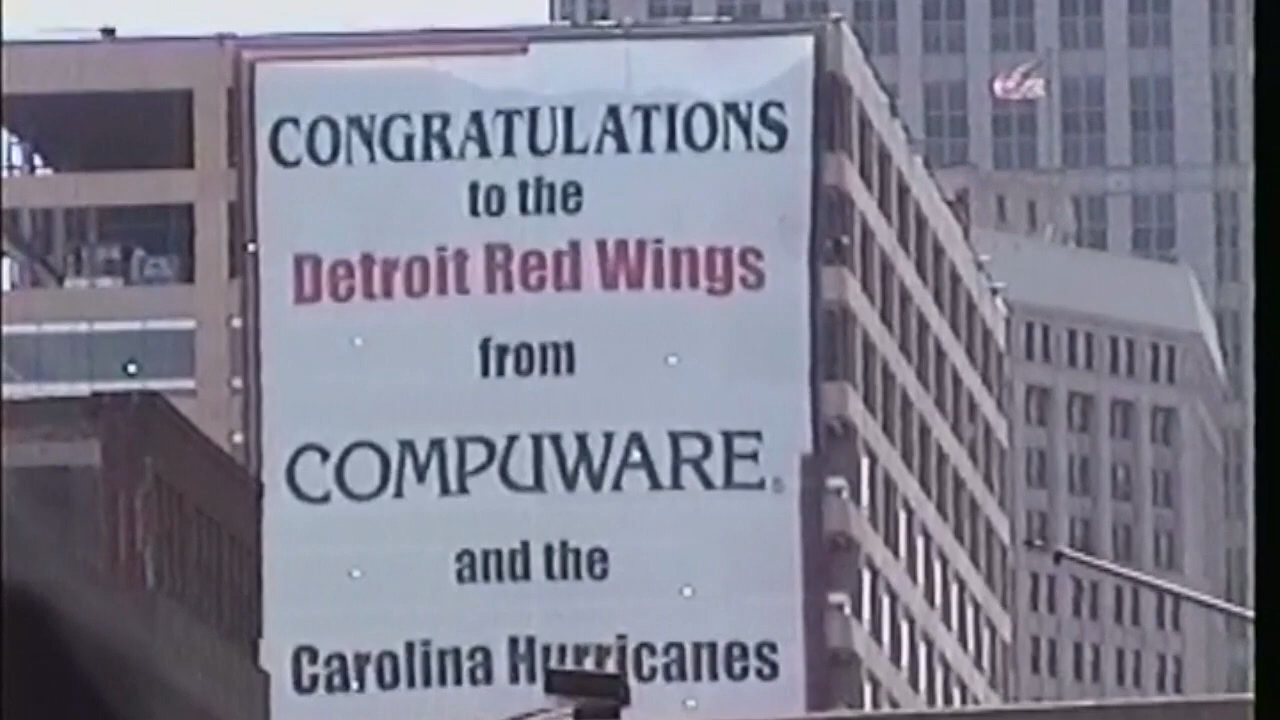 CONGRATULATIONS
to the
Detroit Red Wings
from
COMPUWARE®
and the
Carolina Hurricanes